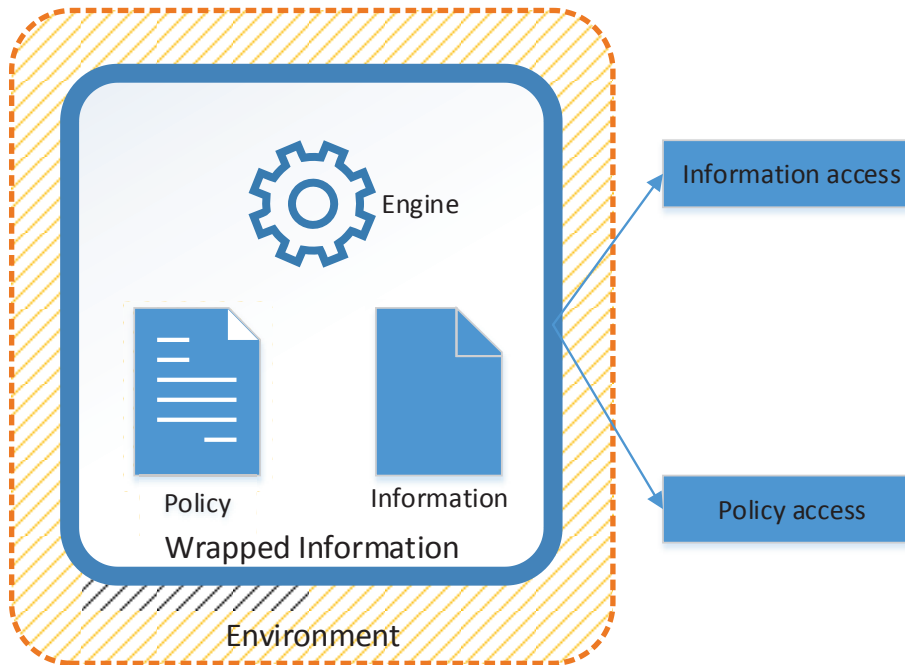 Engine
Information access
Policy
Information
Wrapped Information
Policy access
Environment